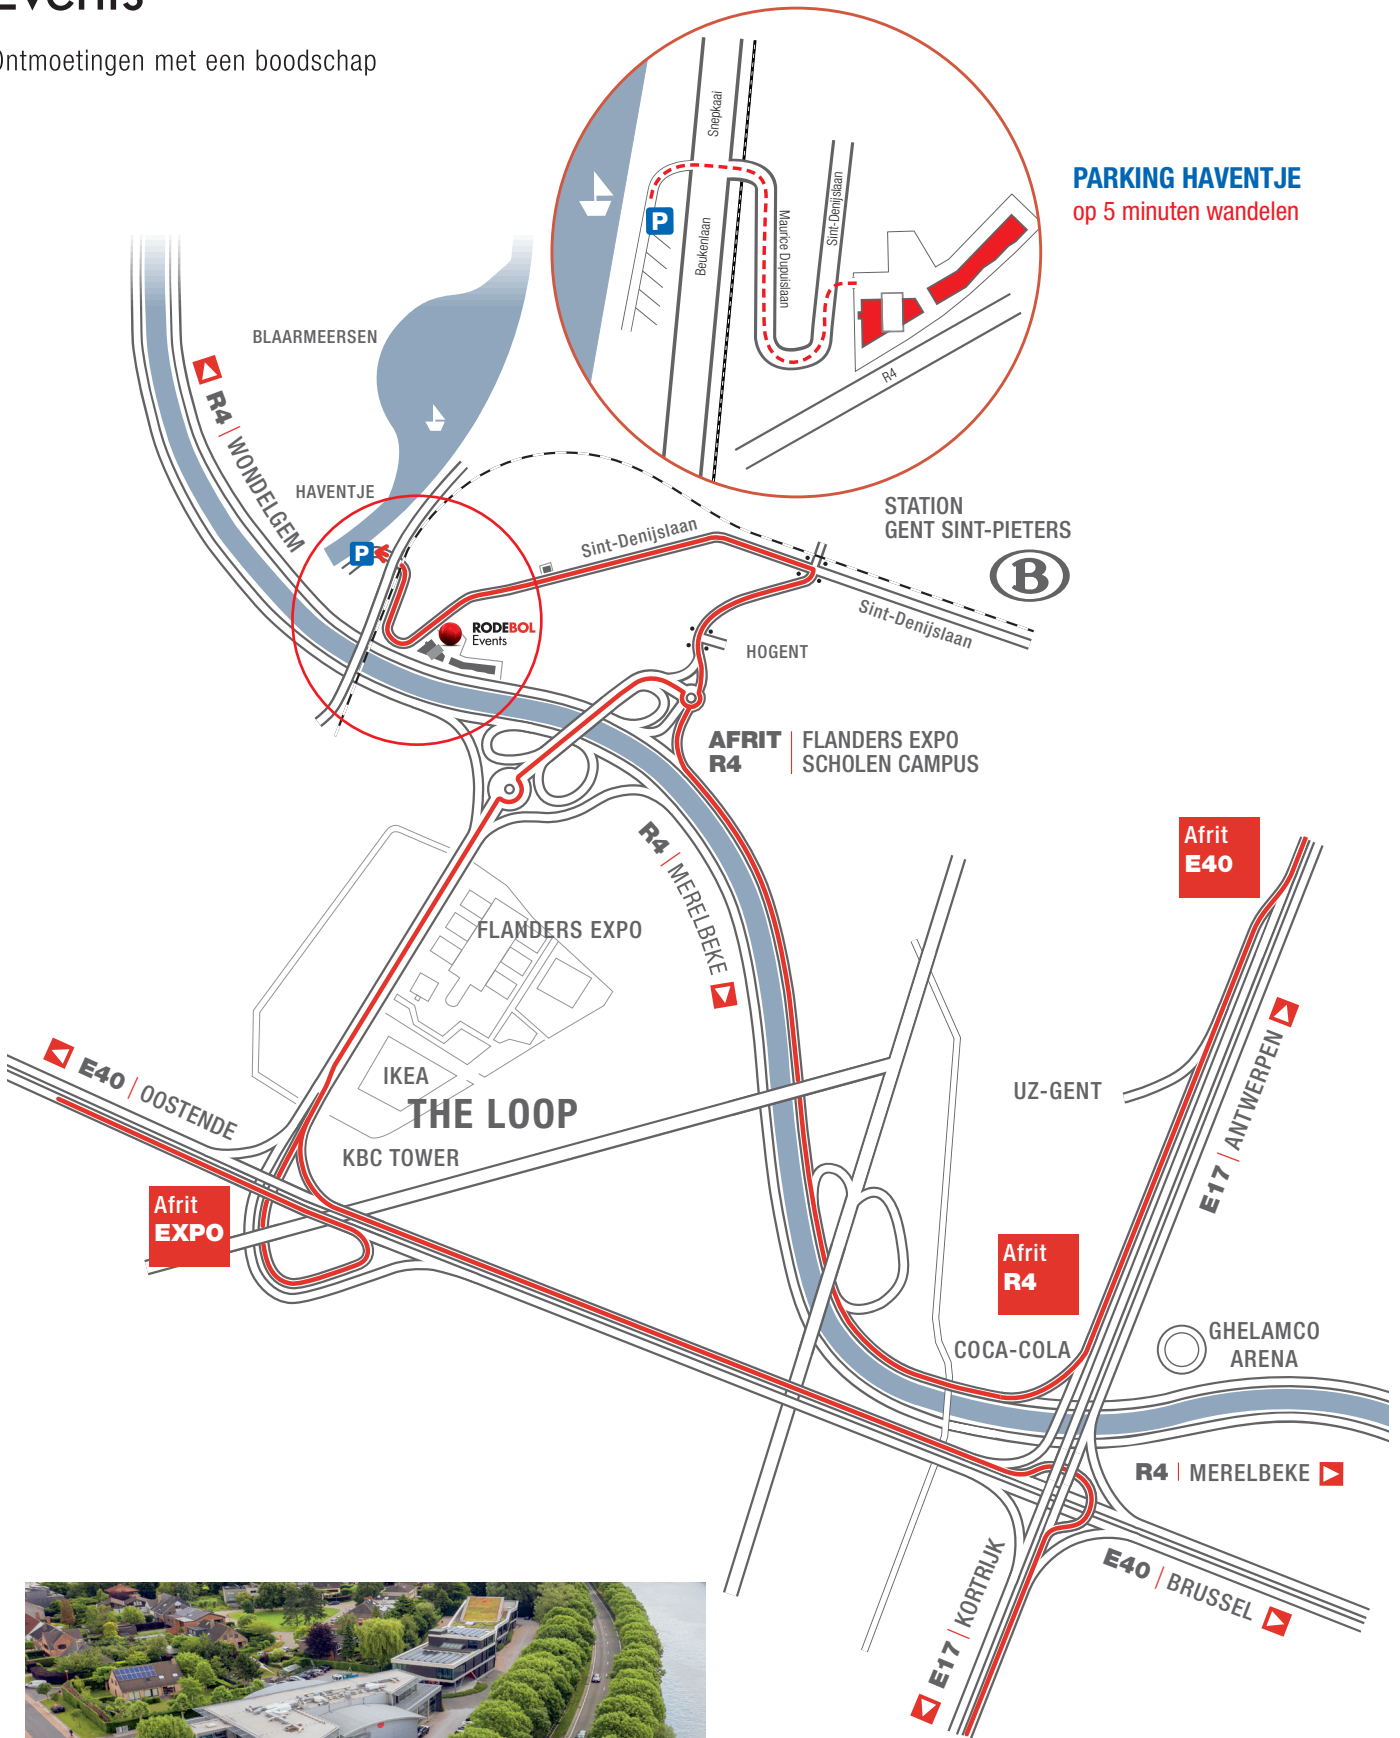 Events
Ontmoetingen met een boodschap
Snepkaai
Beukenlaan
Maurice Dupuislaan
Sint-Denijslaan
R4
P
PARKING HAVENTJE
op 5 minuten wandelen
BLAARMEERSEN
R4 | WONDELGEM
HAVENTJE
P
Sint-Denijslaan
STATION
GENT SINT-PIETERS
B
Sint-Denijslaan
RODEBOL
Events
HOGENT
AFRIT | FLANDERS EXPO
R4 | SCHOLEN CAMPUS
R4 | MERELBEKE
Afrit
E40
FLANDERS EXPO
E40 | OOSTENDE
IKEA
THE LOOP
KBC TOWER
UZ-GENT
E17 | ANTWERPEN
Afrit
EXPO
Afrit
R4
COCA-COLA
GHELAMCO
ARENA
R4 | MERELBEKE
E40 | BRUSSEL
E17 | KORTRIJK